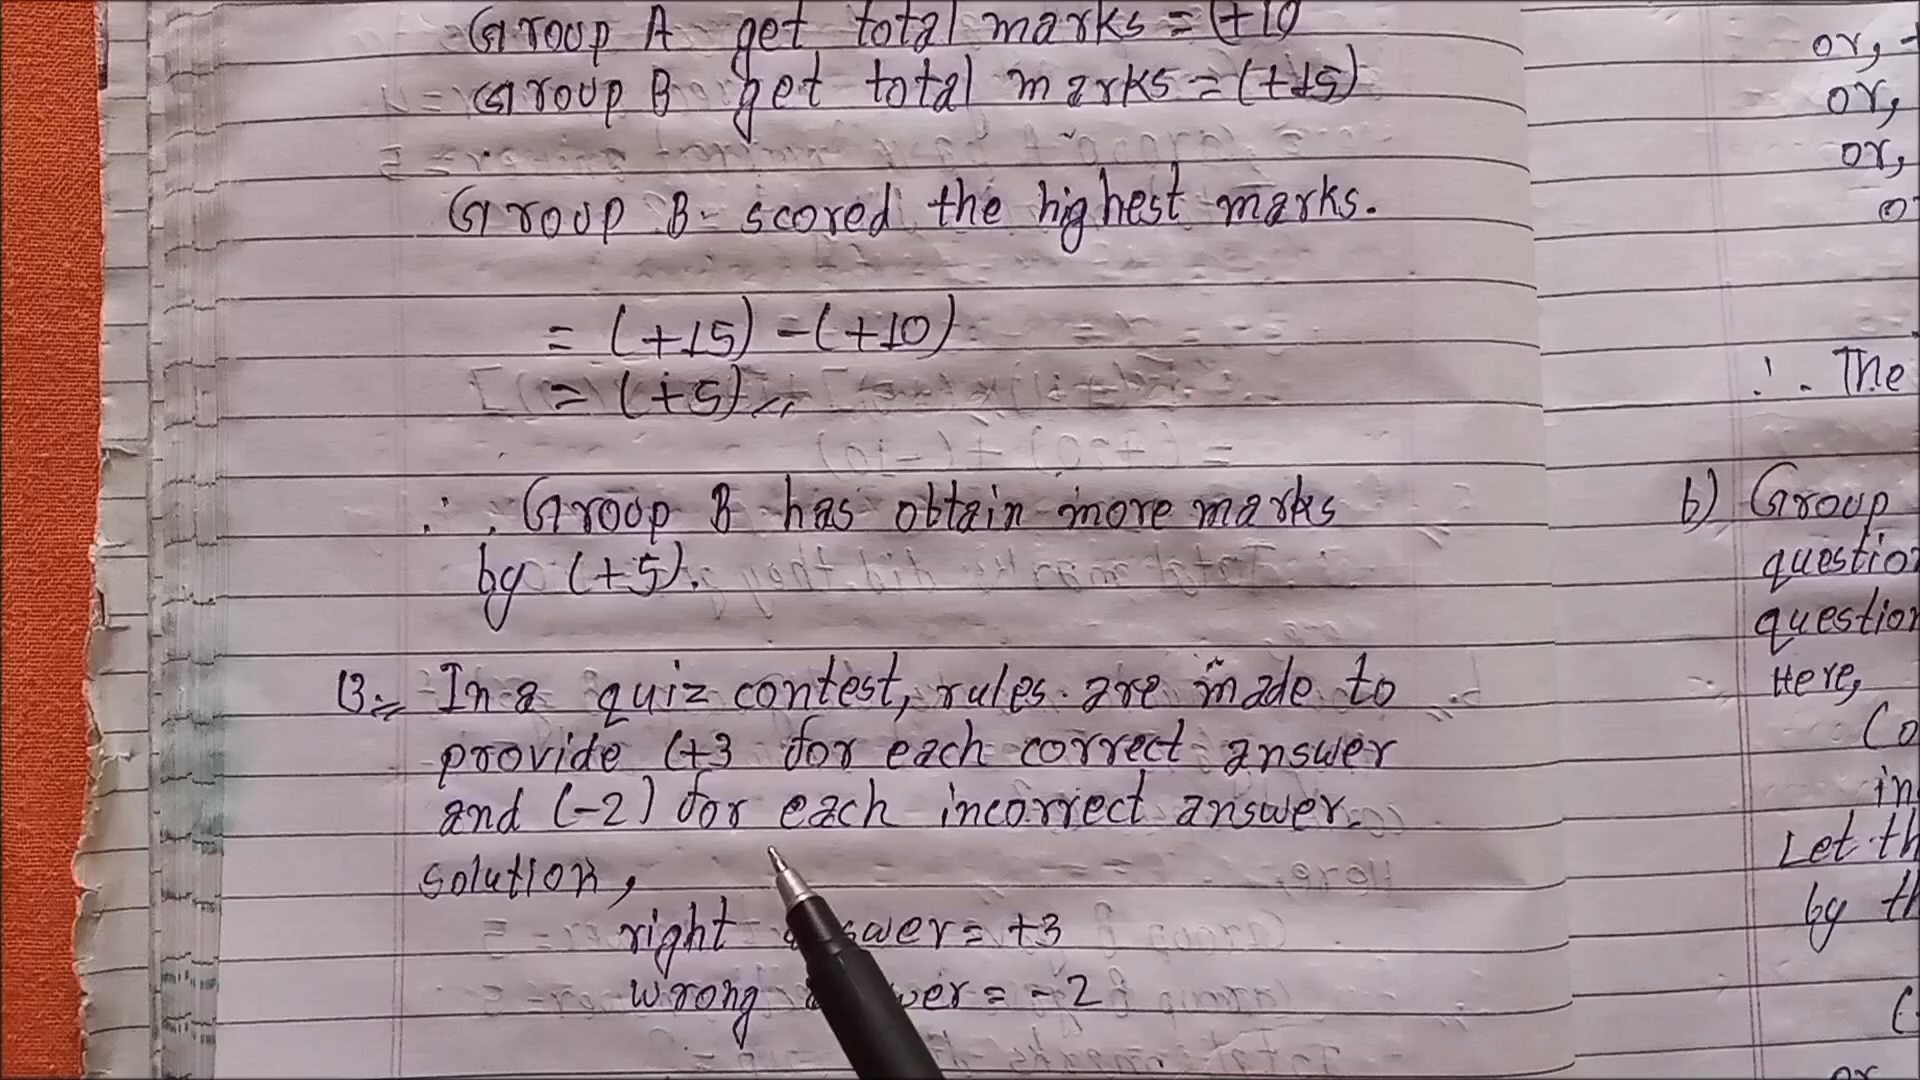 Group A get total marks = (+10
Group B get total marks = (+15)
Group B scored the highest marks.
= (+15) - (+10)
= (+5)
∴ Group B has obtain more marks
by (+5).
13. In a quiz contest, rules are made to
provide (+3 for each correct answer
and (-2) for each incorrect answer.
solution,
right answer = +3
wrong = -2
or,
or,
or,
∴ The
b) Group
question
question
Here,
(
Let th
by th
(
or